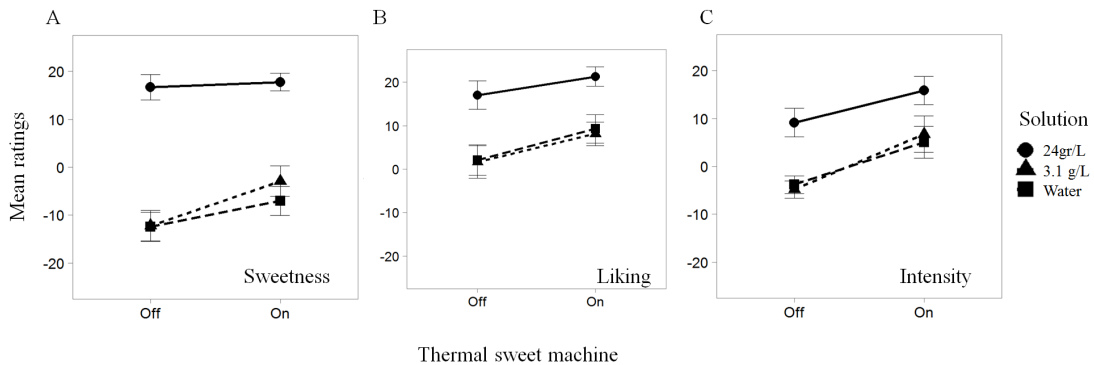 A
B
C
Mean ratings
20
10
0
-10
-20
Sweetness
Off
On
20
10
0
-10
-20
Liking
Off
On
20
10
0
-10
-20
Intensity
Off
On
Solution
24gr/L
3.1 g/L
Water
Thermal sweet machine